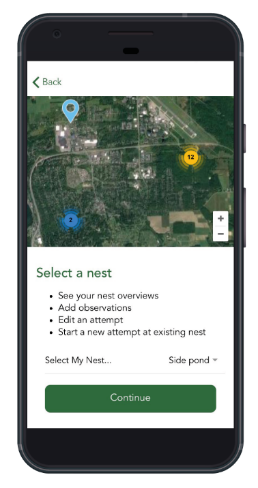 Back
12
2
+
−
Select a nest
• See your nest overviews
• Add observations
• Edit an attempt
• Start a new attempt at existing nest
Select My Nest... Side pond
Continue